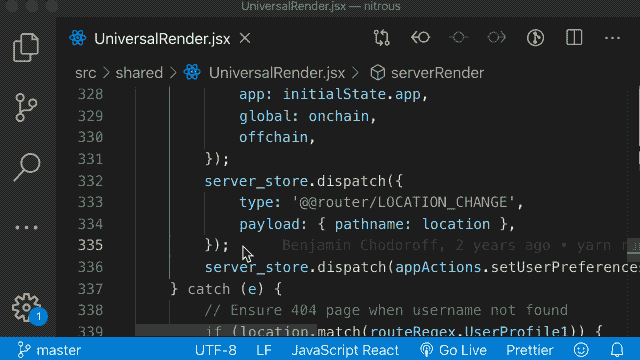 UniversalRender.jsx — nitrous
UniversalRender.jsx
src > shared > UniversalRender.jsx > serverRender
328 app: initialState.app,
329 global: onchain,
330 offchain,
331 });
332 server_store.dispatch({
333 type: '@@router/LOCATION_CHANGE',
334 payload: { pathname: location },
335 }); Benjamin Chodoroff, 2 years ago • yarn
336 server_store.dispatch(appActions.setUserPreferences
337 } catch (e) {
338 // Ensure 404 page when username not found
339 if (location.match(routeRegex.UserProfile1)) {
1
master UTF-8 LF JavaScript React Go Live Prettier